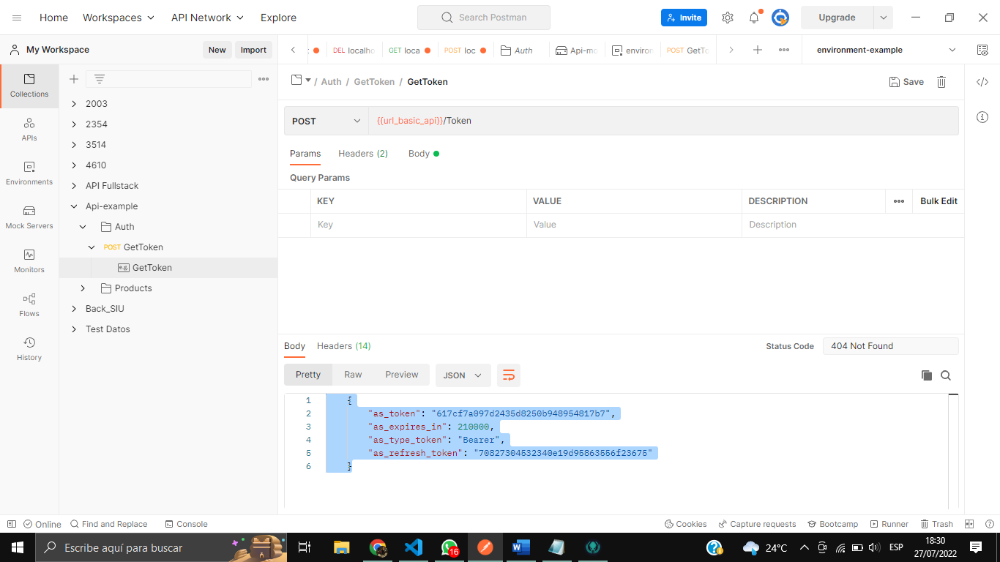 Home Workspaces API Network Explore Search Postman Invite Upgrade
My Workspace New Import DEL localho GET loca POST loc Auth Api-mo environ POST GetTo environment-example
Collections
APIs
Environments
Mock Servers
Monitors
Flows
History
2003
2354
3514
4610
API Fullstack
Api-example
Auth
POST GetToken
e.g. GetToken
Products
Back_SIU
Test Datos
/ Auth / GetToken / GetToken Save
POST {{url_basic_api}}/Token
Params Headers (2) Body
Query Params
KEY VALUE DESCRIPTION Bulk Edit
Key Value Description
Body Headers (14) Status Code 404 Not Found
Pretty Raw Preview JSON
1 {
2 "as_token": "617cf7a097d2435d8250b948954817b7",
3 "as_expires_in": 210000,
4 "as_type_token": "Bearer",
5 "as_refresh_token": "70827304532340e19d95863556f23675"
6 }
Online Find and Replace Console Cookies Capture requests Bootcamp Runner Trash
Escribe aquí para buscar 16 24°C ESP 18:30
27/07/2022